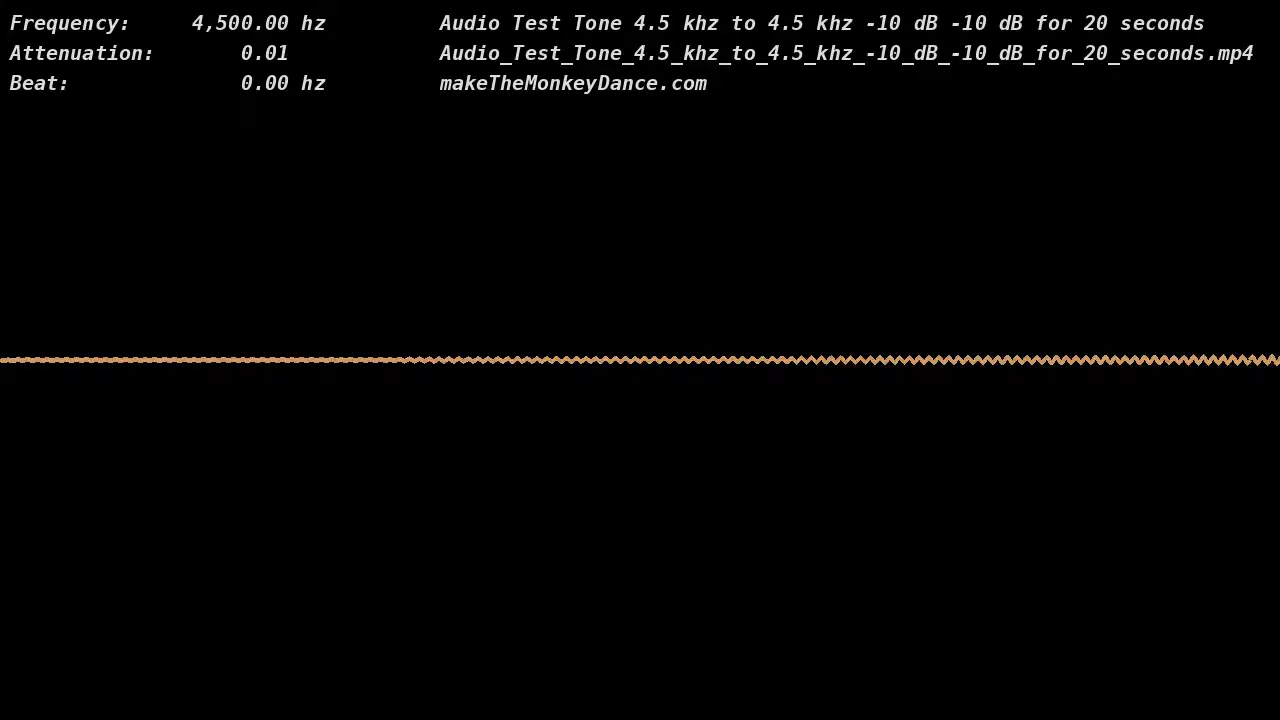 Frequency: 4,500.00 hz Audio Test Tone 4.5 khz to 4.5 khz -10 dB -10 dB for 20 seconds
Attenuation: 0.01 Audio_Test_Tone_4.5_khz_to_4.5_khz_-10_dB_-10_dB_for_20_seconds.mp4
Beat: 0.00 hz makeTheMonkeyDance.com